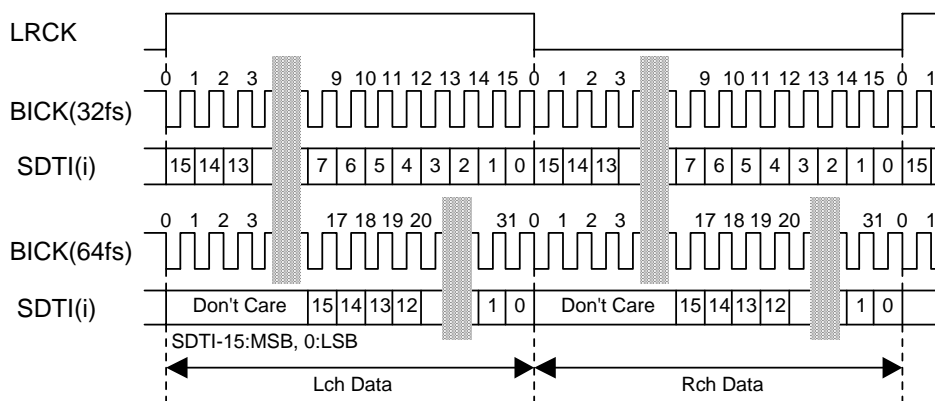 LRCK
0 1 2 3 9 10 11 12 13 14 15 0 1 2 3 9 10 11 12 13 14 15 0 1
BICK(32fs)
SDTI(i) 15 14 13 7 6 5 4 3 2 1 0 15 14 13 7 6 5 4 3 2 1 0 15
0 1 2 3 17 18 19 20 31 0 1 2 3 17 18 19 20 31 0 1
BICK(64fs)
SDTI(i) Don't Care 15 14 13 12 1 0 Don't Care 15 14 13 12 1 0
SDTI-15:MSB, 0:LSB
Lch Data Rch Data